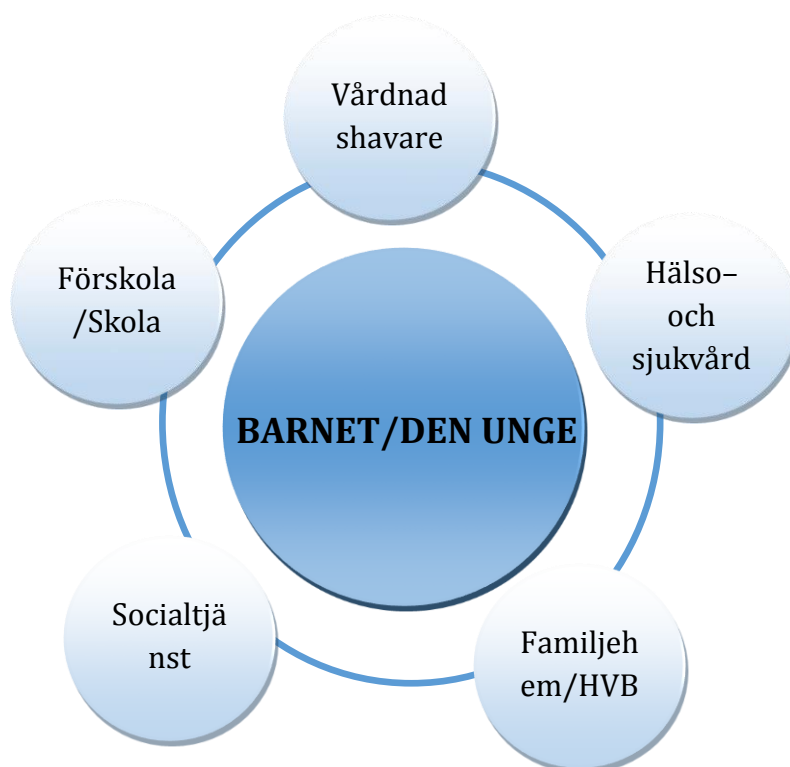 Vårdnad
shavare
Förskola
/Skola
Hälso–
och
sjukvård
BARNET/DEN UNGE
Socialtjä
nst
Familjeh
em/HVB